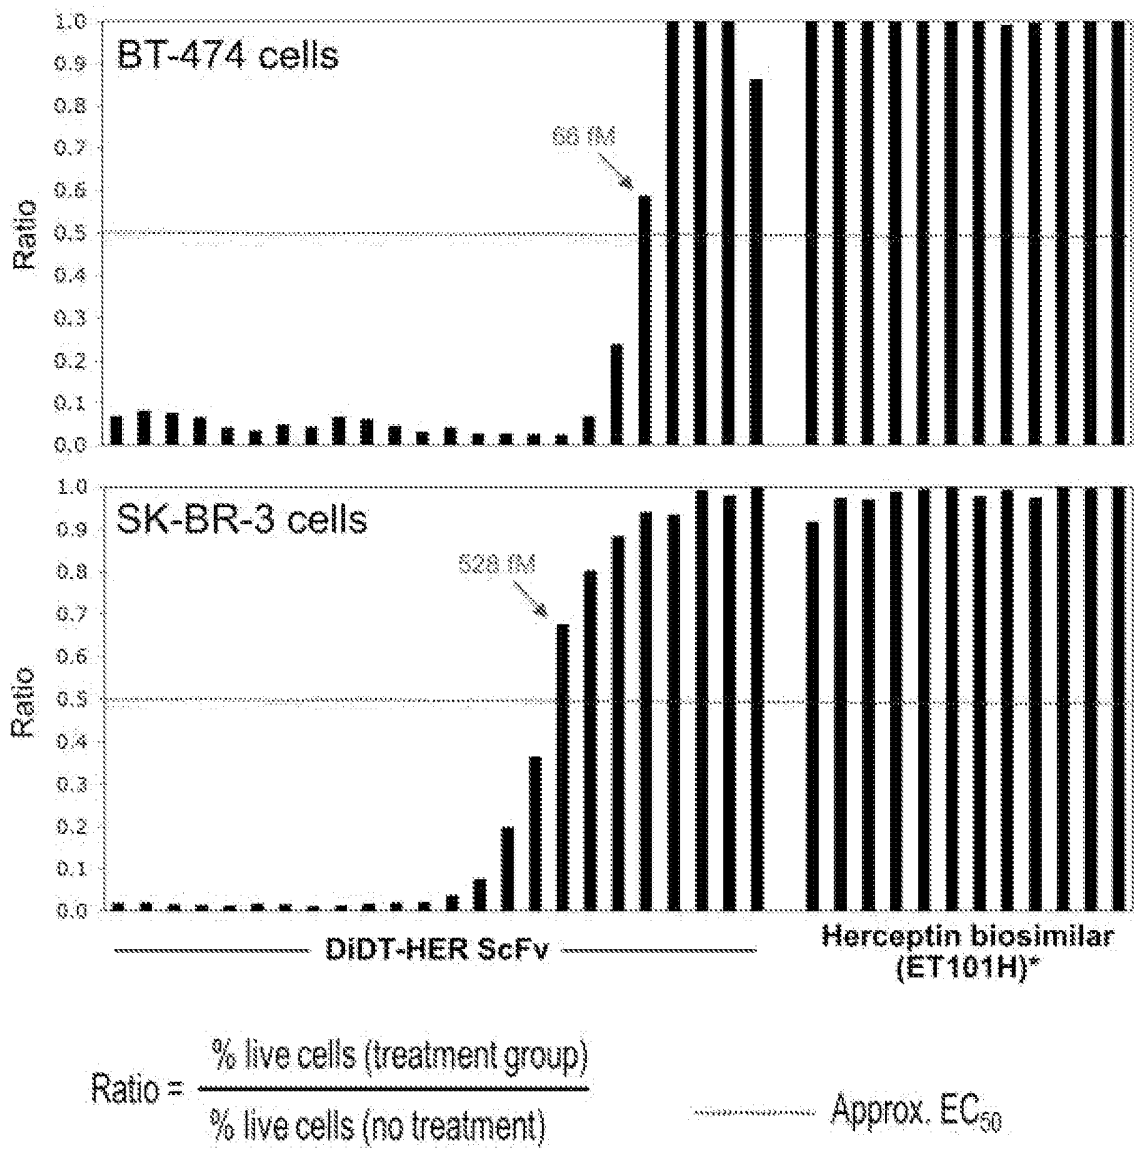 BT-474 cells
1.0
0.9
0.8
0.7
0.6
0.5
0.4
0.3
0.2
0.1
0.0
Ratio
66 fM
SK-BR-3 cells
1.0
0.9
0.8
0.7
0.6
0.5
0.4
0.3
0.2
0.1
0.0
Ratio
528 fM
DiDT-HER ScFv
Herceptin biosimilar
(ET101H)*
Ratio = % live cells (treatment group)
% live cells (no treatment)
Approx. EC50